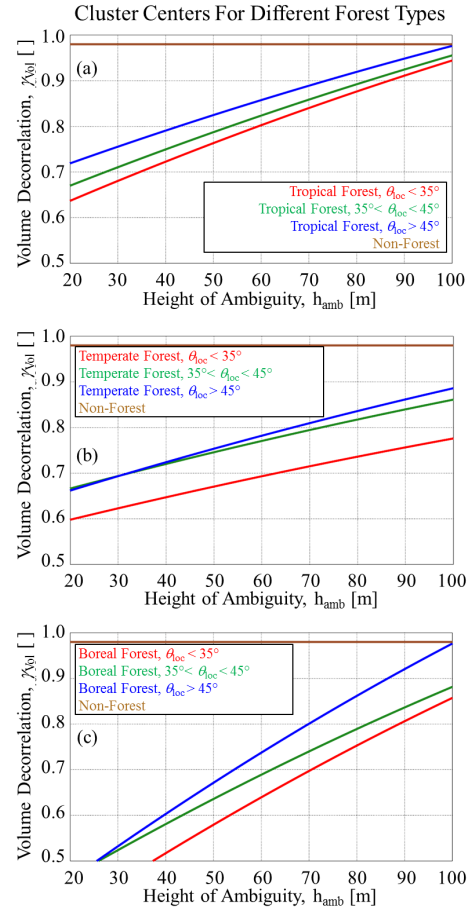 Cluster Centers For Different Forest Types
Volume Decorrelation, γVol [ ]
1.0
0.9
0.8
0.7
0.6
0.5
(a)
Tropical Forest, θloc < 35°
Tropical Forest, 35°< θloc < 45°
Tropical Forest, θloc > 45°
Non-Forest
20 30 40 50 60 70 80 90 100
Height of Ambiguity, hamb [m]
Volume Decorrelation, γVol [ ]
1.0
0.9
0.8
0.7
0.6
0.5
Temperate Forest, θloc < 35°
Temperate Forest, 35°< θloc < 45°
Temperate Forest, θloc > 45°
Non-Forest
(b)
20 30 40 50 60 70 80 90 100
Height of Ambiguity, hamb [m]
Volume Decorrelation, γVol [ ]
1.0
0.9
0.8
0.7
0.6
0.5
Boreal Forest, θloc < 35°
Boreal Forest, 35°< θloc < 45°
Boreal Forest, θloc > 45°
Non-Forest
(c)
20 30 40 50 60 70 80 90 100
Height of Ambiguity, hamb [m]